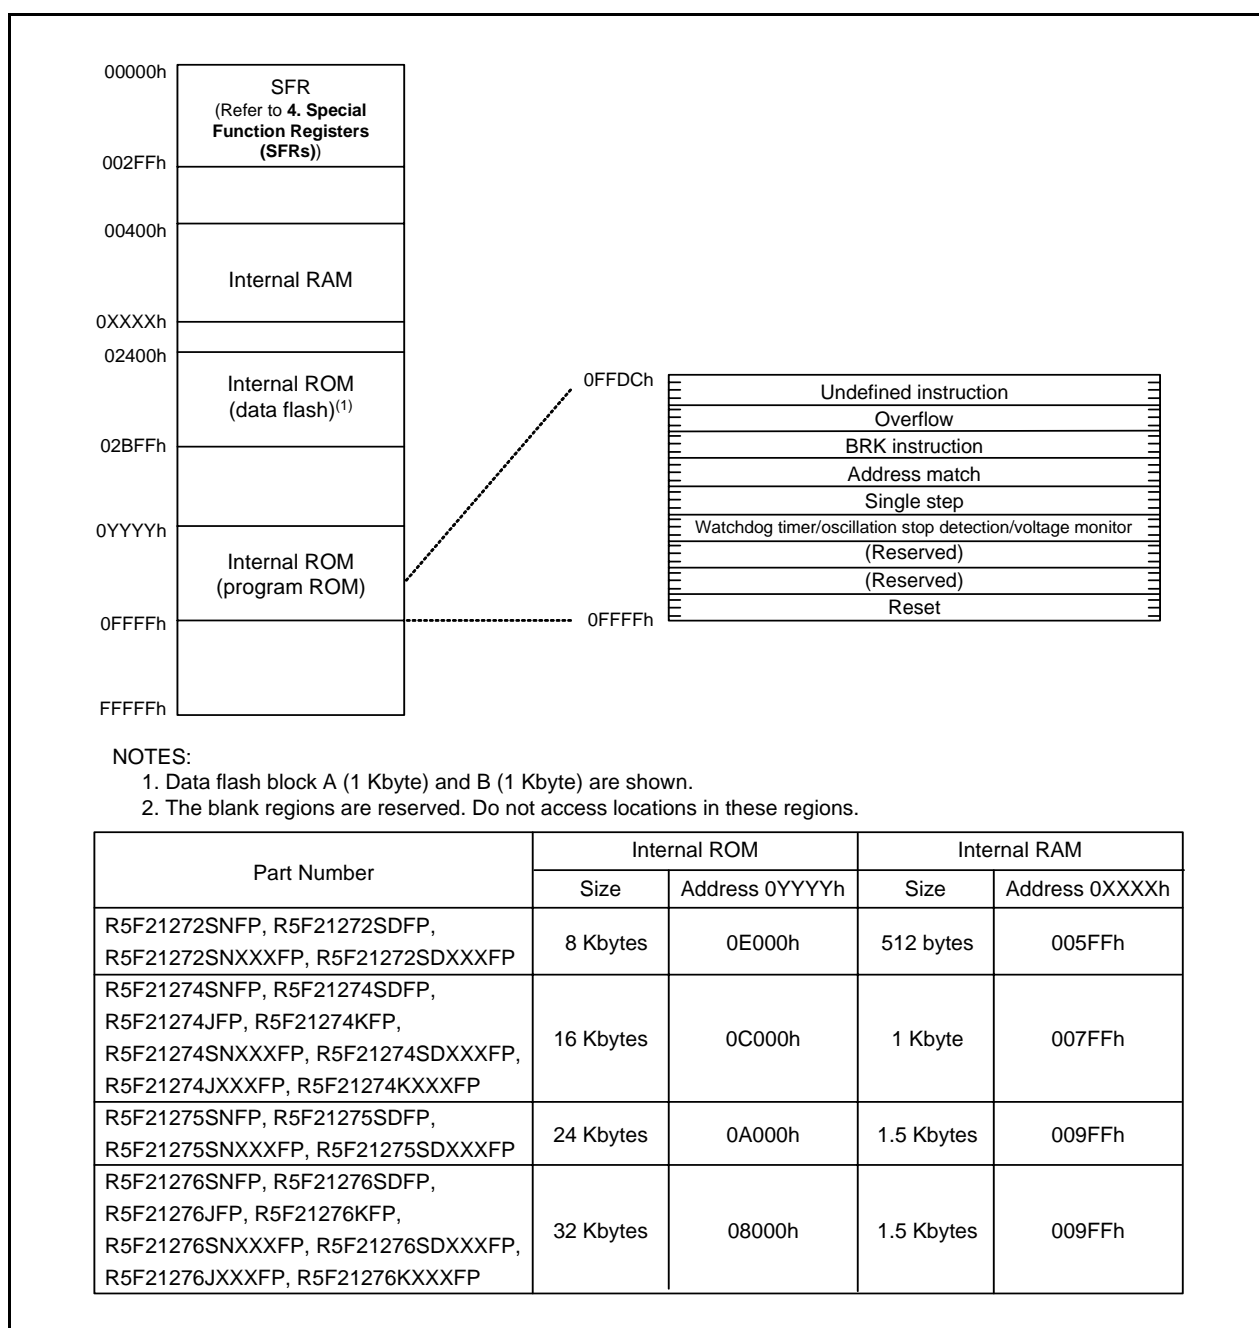 00000h
SFR
(Refer to 4. Special
Function Registers
(SFRs))
002FFh
00400h
Internal RAM
0XXXXh
02400h
Internal ROM
(data flash)(1)
02BFFh
0YYYYh
Internal ROM
(program ROM)
0FFFFh
FFFFFh
0FFDCh
Undefined instruction
Overflow
BRK instruction
Address match
Single step
Watchdog timer/oscillation stop detection/voltage monitor
(Reserved)
(Reserved)
Reset
0FFFFh
NOTES:
1. Data flash block A (1 Kbyte) and B (1 Kbyte) are shown.
2. The blank regions are reserved. Do not access locations in these regions.
Part Number
Internal ROM
Internal RAM
Size
Address 0YYYYh
Size
Address 0XXXXh
R5F21272SNFP, R5F21272SDFP,
R5F21272SNXXXFP, R5F21272SDXXXFP
8 Kbytes
0E000h
512 bytes
005FFh
R5F21274SNFP, R5F21274SDFP,
R5F21274JFP, R5F21274KFP,
R5F21274SNXXXFP, R5F21274SDXXXFP,
R5F21274JXXXFP, R5F21274KXXXFP
16 Kbytes
0C000h
1 Kbyte
007FFh
R5F21275SNFP, R5F21275SDFP,
R5F21275SNXXXFP, R5F21275SDXXXFP
24 Kbytes
0A000h
1.5 Kbytes
009FFh
R5F21276SNFP, R5F21276SDFP,
R5F21276JFP, R5F21276KFP,
R5F21276SNXXXFP, R5F21276SDXXXFP,
R5F21276JXXXFP, R5F21276KXXXFP
32 Kbytes
08000h
1.5 Kbytes
009FFh